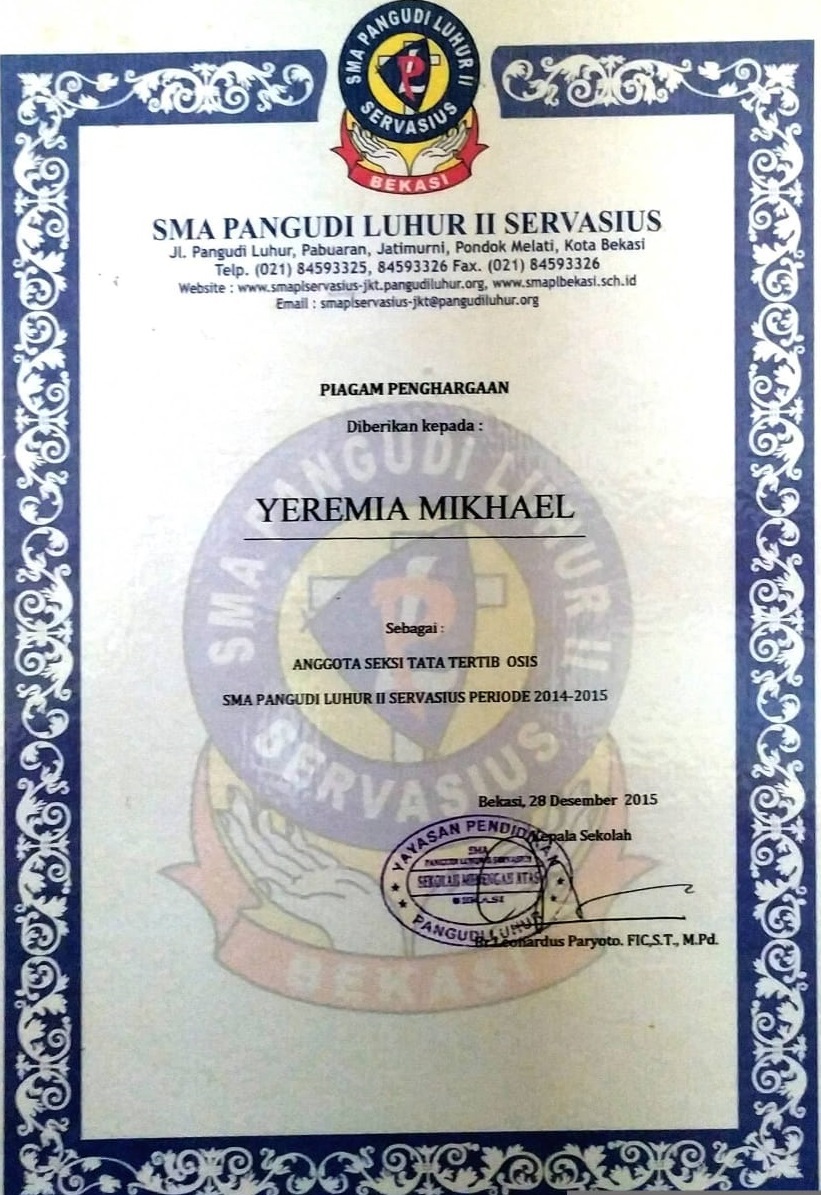 SMA PANGUDI LUHUR II
SERVASIUS
BEKASI
SMA PANGUDI LUHUR II SERVASIUS
Jl. Pangudi Luhur, Pabuaran, Jatimurni, Pondok Melati, Kota Bekasi
Telp. (021) 84593325, 84593326 Fax. (021) 84593326
Website : www.smaplservasius-jkt.pangudiluhur.org, www.smaplbekasi.sch.id
Email : smaplservasius-jkt@pangudiluhur.org
PIAGAM PENGHARGAAN
Diberikan kepada :
YEREMIA MIKHAEL
Sebagai :
ANGGOTA SEKSI TATA TERTIB OSIS
SMA PANGUDI LUHUR II SERVASIUS PERIODE 2014-2015
SMA PANGUDI LUHUR II
SERVASIUS
BEKASI
Bekasi, 28 Desember 2015
Kepala Sekolah
YAYASAN PENDIDIKAN
SMA
SEKOLAH MENENGAH ATAS
BEKASI
PANGUDI LUHUR
Br. Leonardus Paryoto. FIC,S.T., M.Pd.